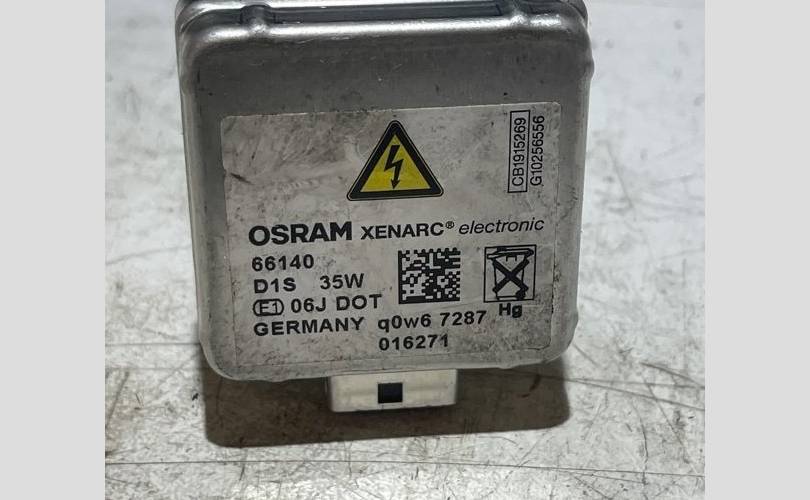 CB1915269
G10256556
OSRAM XENARC® electronic
66140
D1S 35W
E1 06J DOT
GERMANY q0w6 7287
016271
Hg